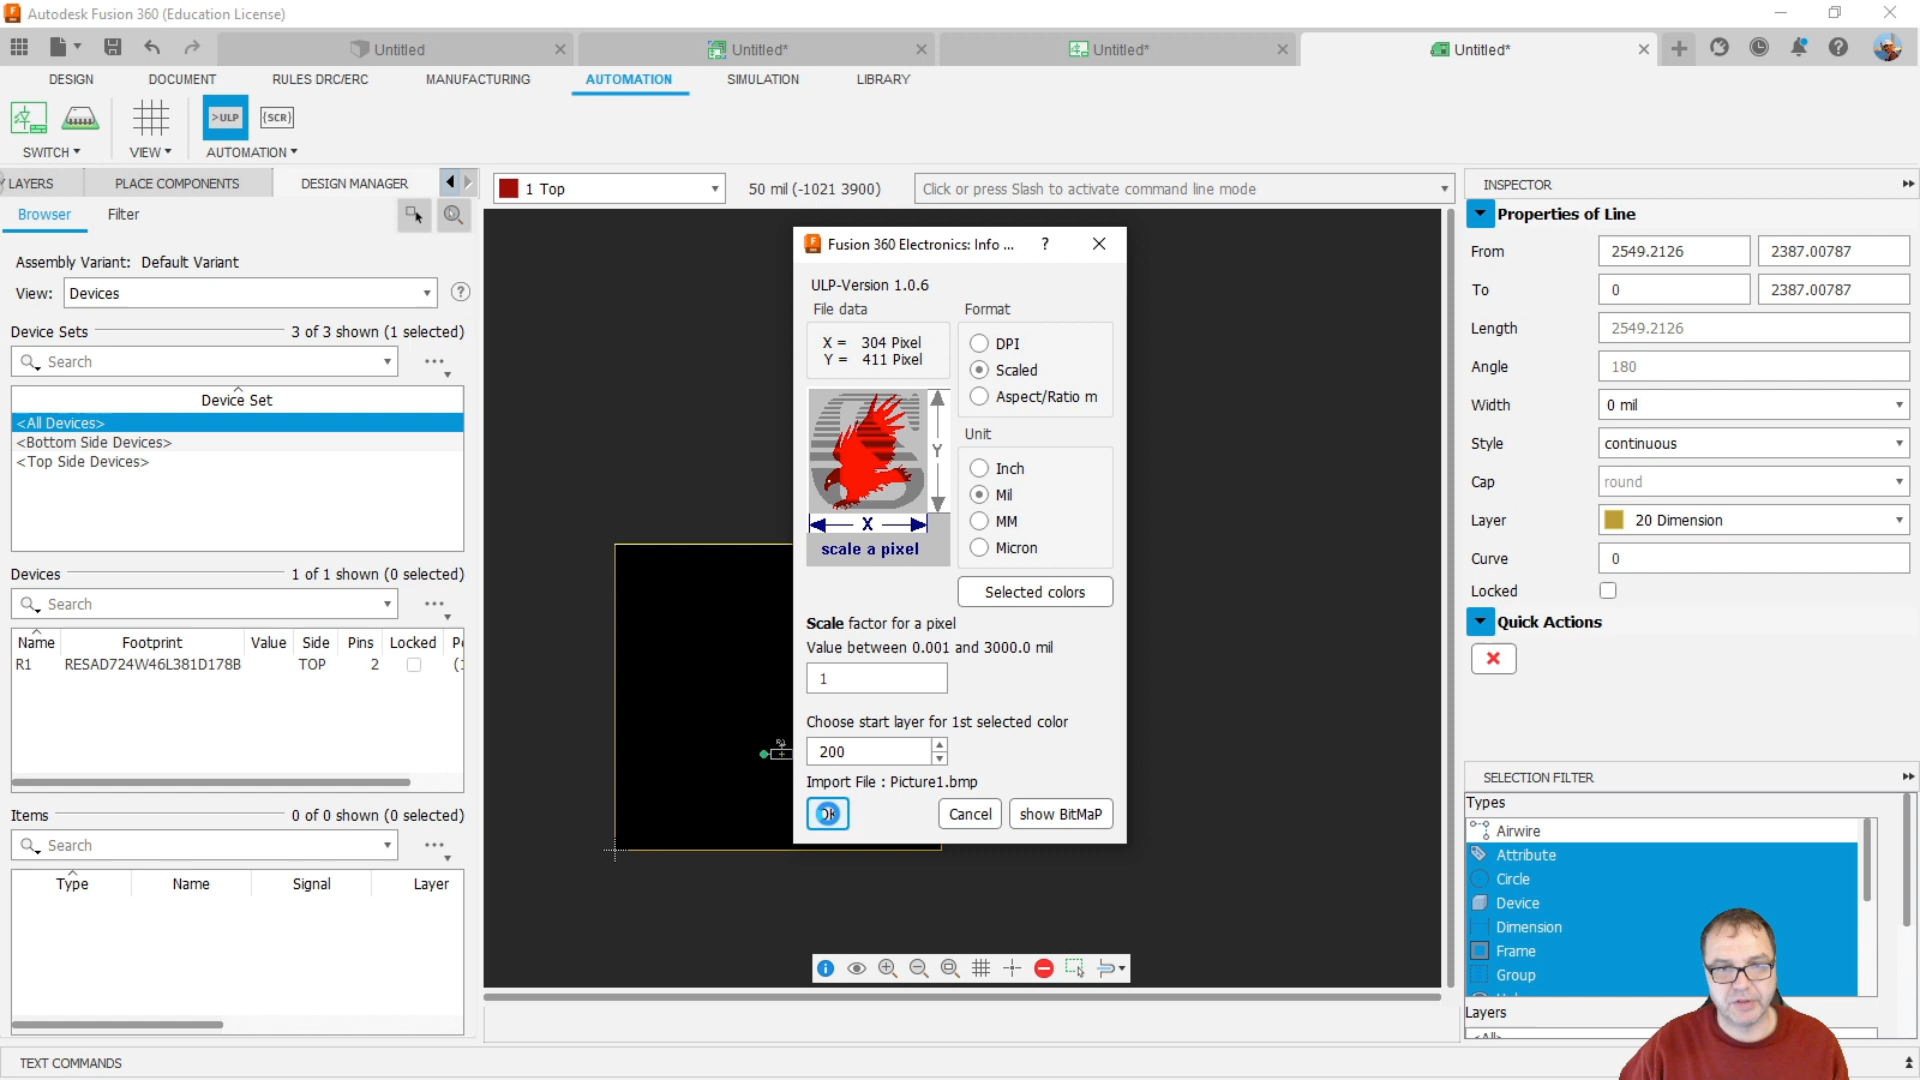 Autodesk Fusion 360 (Education License)
Untitled
Untitled*
Untitled*
Untitled*
DESIGN
DOCUMENT
RULES DRC/ERC
MANUFACTURING
AUTOMATION
SIMULATION
LIBRARY
>ULP
{SCR}
SWITCH
VIEW
AUTOMATION
LAYERS
PLACE COMPONENTS
DESIGN MANAGER
1 Top
50 mil (-1021 3900)
Click or press Slash to activate command line mode
Browser
Filter
Assembly Variant: Default Variant
View: Devices
Device Sets
3 of 3 shown (1 selected)
Search
Device Set
<All Devices>
<Bottom Side Devices>
<Top Side Devices>
Devices
1 of 1 shown (0 selected)
Search
Name Footprint Value Side Pins Locked
R1 RESAD724W46L381D178B TOP 2
Items
0 of 0 shown (0 selected)
Search
Type Name Signal Layer
TEXT COMMANDS
Fusion 360 Electronics: Info ...
ULP-Version 1.0.6
File data
X = 304 Pixel
Y = 411 Pixel
Format
DPI
Scaled
Aspect/Ratio m
Y
X
scale a pixel
Unit
Inch
Mil
MM
Micron
Selected colors
Scale factor for a pixel
Value between 0.001 and 3000.0 mil
1
Choose start layer for 1st selected color
200
Import File : Picture1.bmp
OK
Cancel
show BitMaP
INSPECTOR
Properties of Line
From 2549.2126 2387.00787
To 0 2387.00787
Length 2549.2126
Angle 180
Width 0 mil
Style continuous
Cap round
Layer 20 Dimension
Curve 0
Locked
Quick Actions
SELECTION FILTER
Types
Airwire
Attribute
Circle
Device
Dimension
Frame
Group
Layers